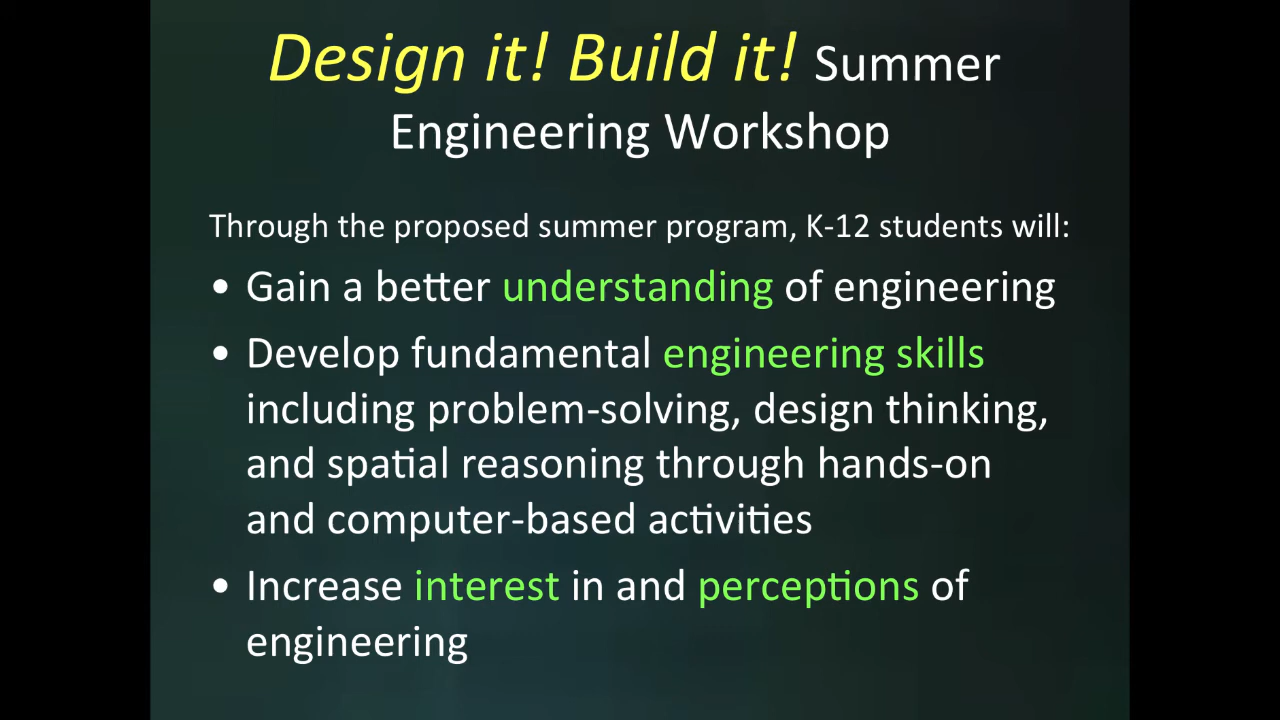 Design it! Build it! Summer
Engineering Workshop
Through the proposed summer program, K-12 students will:
• Gain a better understanding of engineering
• Develop fundamental engineering skills
including problem-solving, design thinking,
and spatial reasoning through hands-on
and computer-based activities
• Increase interest in and perceptions of
engineering